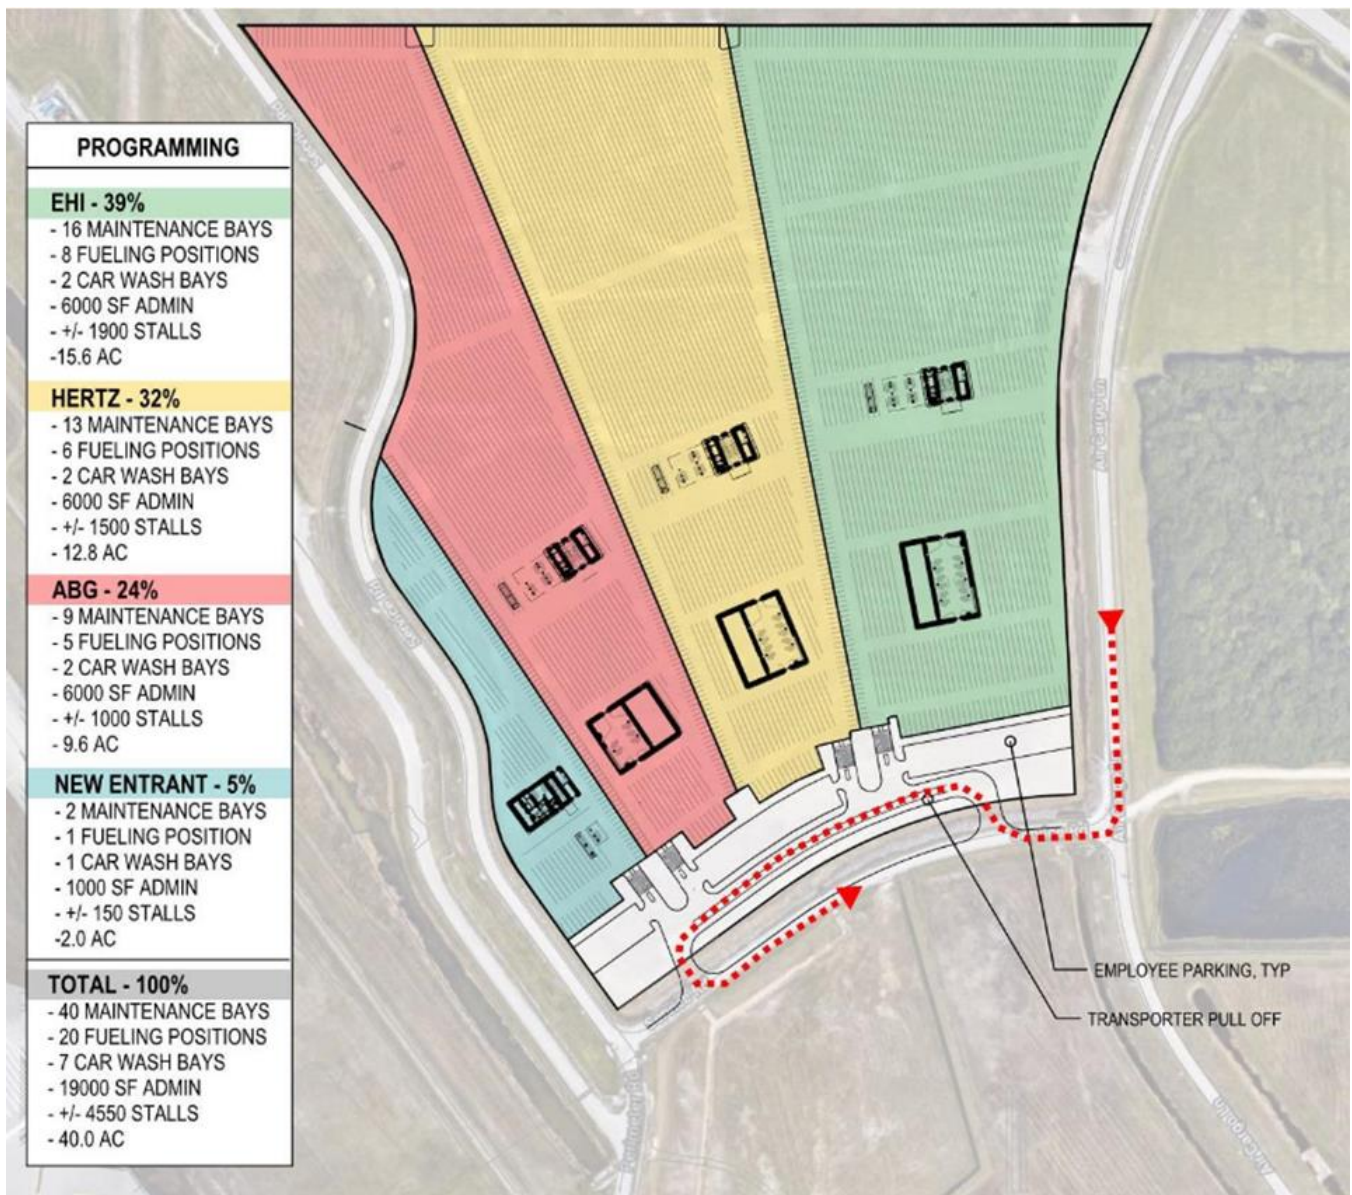 PROGRAMMING
EHI - 39%
- 16 MAINTENANCE BAYS
- 8 FUELING POSITIONS
- 2 CAR WASH BAYS
- 6000 SF ADMIN
- +/- 1900 STALLS
-15.6 AC
HERTZ - 32%
- 13 MAINTENANCE BAYS
- 6 FUELING POSITIONS
- 2 CAR WASH BAYS
- 6000 SF ADMIN
- +/- 1500 STALLS
- 12.8 AC
ABG - 24%
- 9 MAINTENANCE BAYS
- 5 FUELING POSITIONS
- 2 CAR WASH BAYS
- 6000 SF ADMIN
- +/- 1000 STALLS
- 9.6 AC
NEW ENTRANT - 5%
- 2 MAINTENANCE BAYS
- 1 FUELING POSITION
- 1 CAR WASH BAYS
- 1000 SF ADMIN
- +/- 150 STALLS
-2.0 AC
TOTAL - 100%
- 40 MAINTENANCE BAYS
- 20 FUELING POSITIONS
- 7 CAR WASH BAYS
- 19000 SF ADMIN
- +/- 4550 STALLS
- 40.0 AC
EMPLOYEE PARKING, TYP
TRANSPORTER PULL OFF
Air Cargo Ln